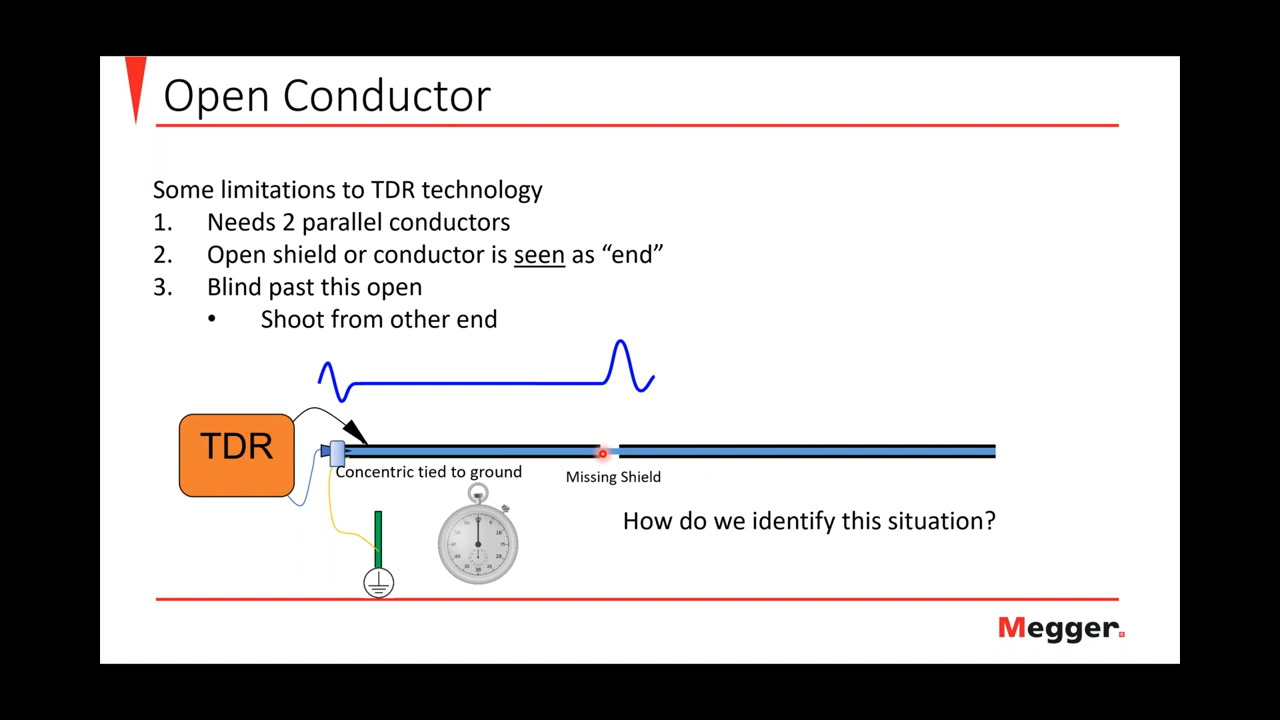 Open Conductor
Some limitations to TDR technology
1. Needs 2 parallel conductors
2. Open shield or conductor is seen as “end”
3. Blind past this open
• Shoot from other end
TDR
Concentric tied to ground
Missing Shield
How do we identify this situation?
Megger.